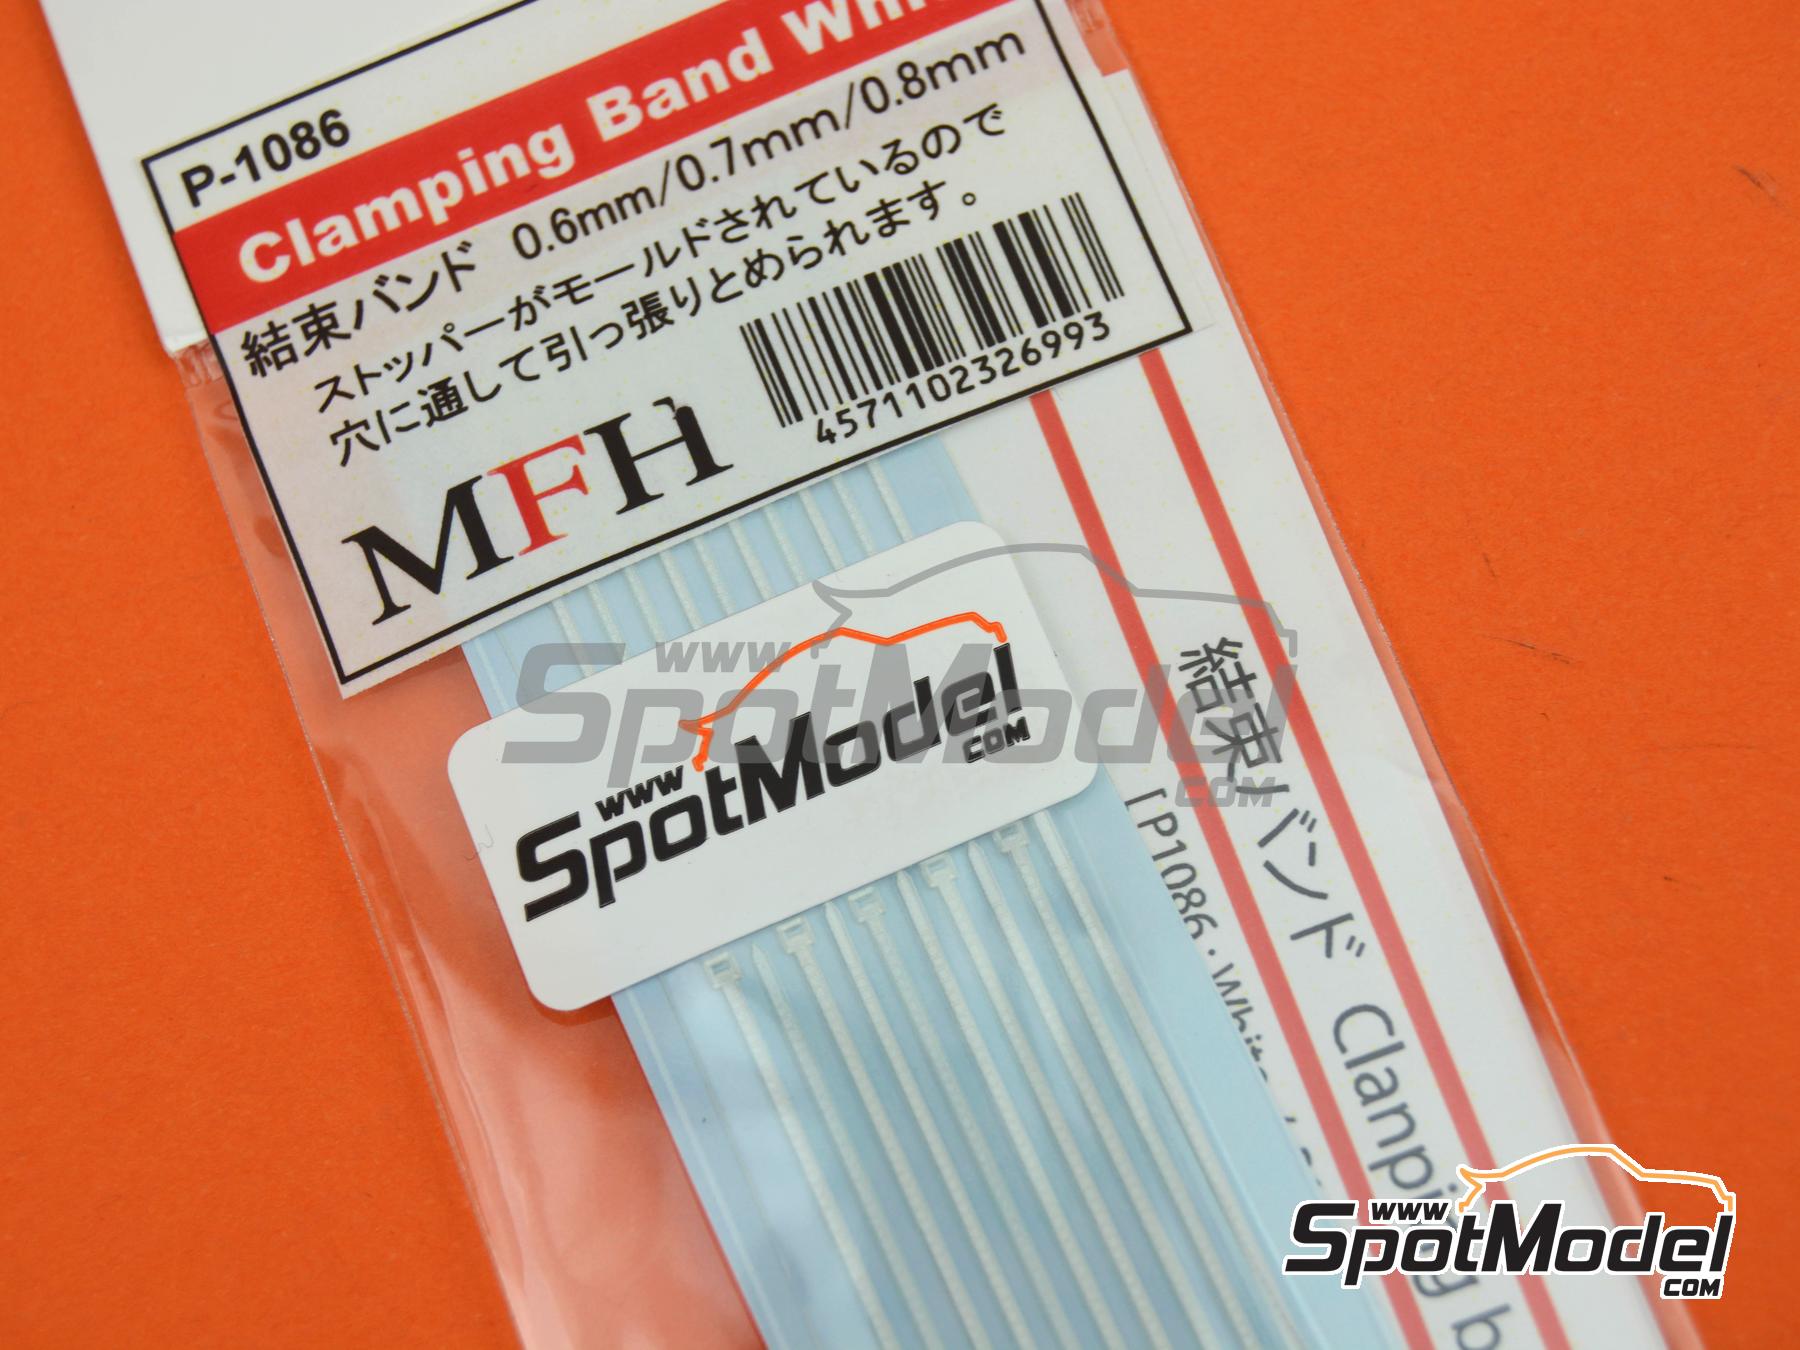 P-1086
Clamping Band Whi
結束バンド 0.6mm/0.7mm/0.8mm
ストッパーがモールドされているので
穴に通して引っ張りとめられます。
4571102326993
MFH
www
SpotModel
COM
www
SpotModel
COM
結束バンド Clamping b
[P1086・White
www
SpotModel
COM